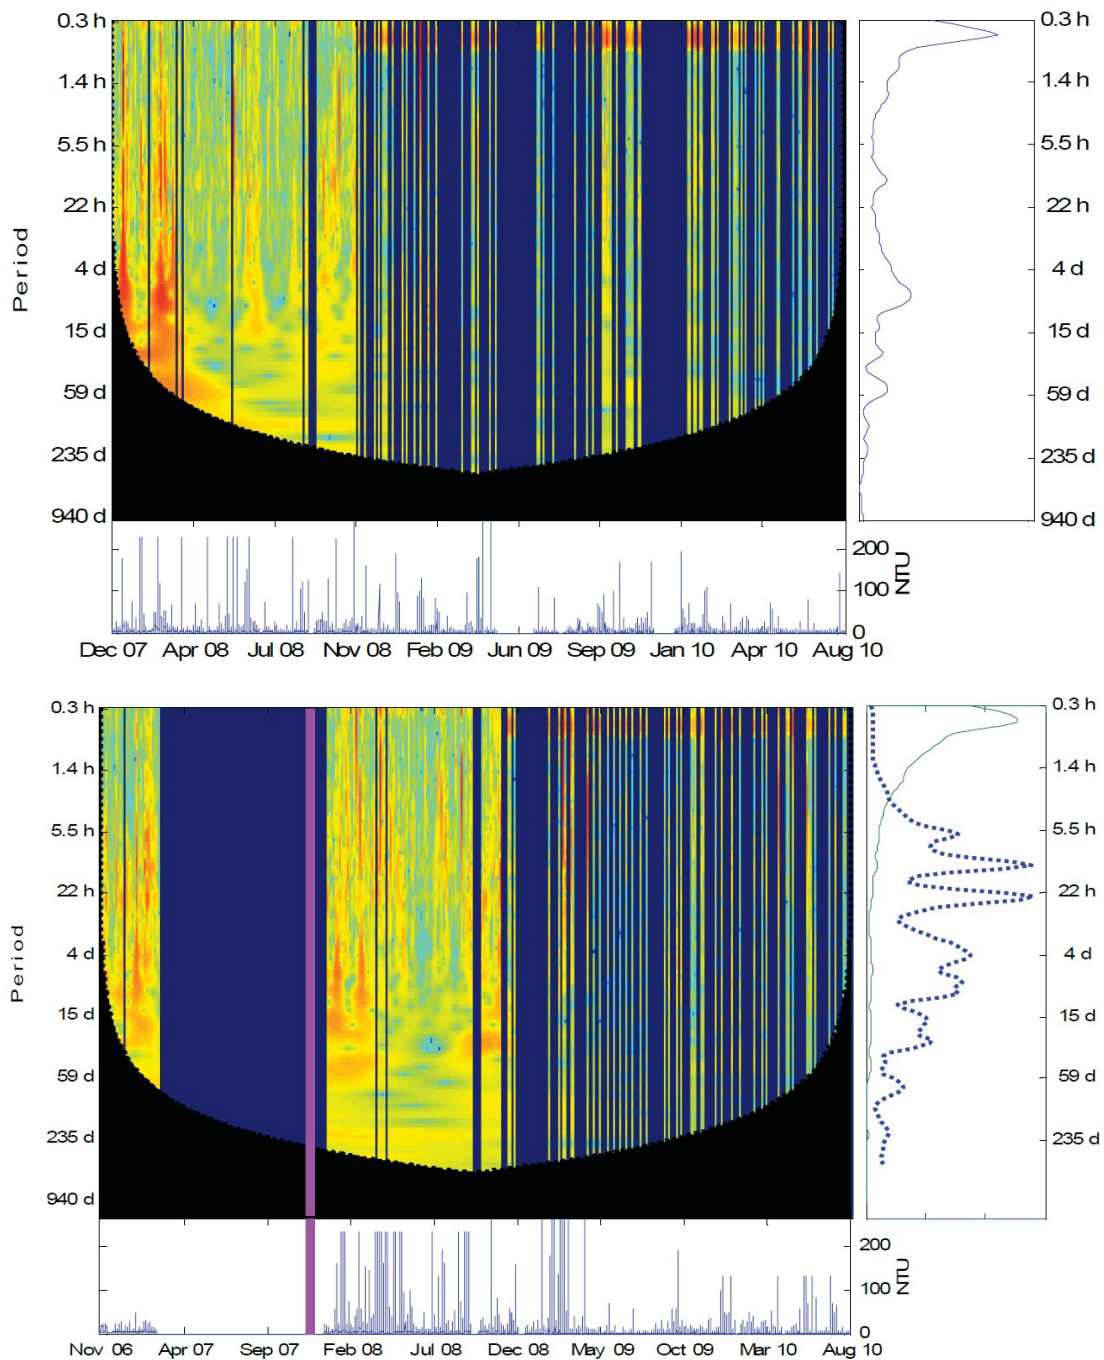 0.3 h
1.4 h
5.5 h
22 h
4 d
15 d
59 d
235 d
940 d
Period
0.3 h
1.4 h
5.5 h
22 h
4 d
15 d
59 d
235 d
940 d
200
100
0
NTU
Dec 07 Apr 08 Jul 08 Nov 08 Feb 09 Jun 09 Sep 09 Jan 10 Apr 10 Aug 10
0.3 h
1.4 h
5.5 h
22 h
4 d
15 d
59 d
235 d
940 d
Period
0.3 h
1.4 h
5.5 h
22 h
4 d
15 d
59 d
235 d
200
100
0
NTU
Nov 06 Apr 07 Sep 07 Feb 08 Jul 08 Dec 08 May 09 Oct 09 Mar 10 Aug 10